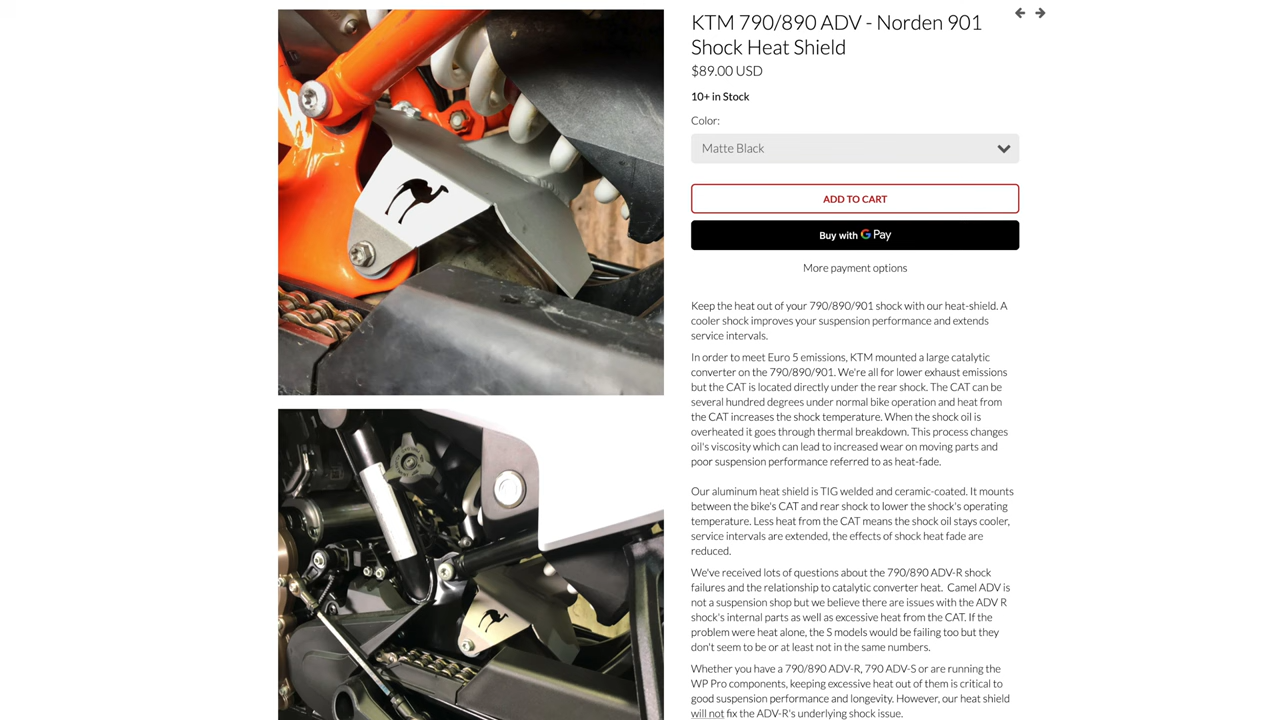 KTM 790/890 ADV - Norden 901
Shock Heat Shield
$89.00 USD
10+ in Stock
Color:
Matte Black
ADD TO CART
Buy with G Pay
More payment options
Keep the heat out of your 790/890/901 shock with our heat-shield. A
cooler shock improves your suspension performance and extends
service intervals.
In order to meet Euro 5 emissions, KTM mounted a large catalytic
converter on the 790/890/901. We're all for lower exhaust emissions
but the CAT is located directly under the rear shock. The CAT can be
several hundred degrees under normal bike operation and heat from
the CAT increases the shock temperature. When the shock oil is
overheated it goes through thermal breakdown. This process changes
oil's viscosity which can lead to increased wear on moving parts and
poor suspension performance referred to as heat-fade.
Our aluminum heat shield is TIG welded and ceramic-coated. It mounts
between the bike's CAT and rear shock to lower the shock's operating
temperature. Less heat from the CAT means the shock oil stays cooler,
service intervals are extended, the effects of shock heat fade are
reduced.
We've received lots of questions about the 790/890 ADV-R shock
failures and the relationship to catalytic converter heat. Camel ADV is
not a suspension shop but we believe there are issues with the ADV R
shock's internal parts as well as excessive heat from the CAT. If the
problem were heat alone, the S models would be failing too but they
don't seem to be or at least not in the same numbers.
Whether you have a 790/890 ADV-R, 790 ADV-S or are running the
WP Pro components, keeping excessive heat out of them is critical to
good suspension performance and longevity. However, our heat shield
will not fix the ADV-R's underlying shock issue.